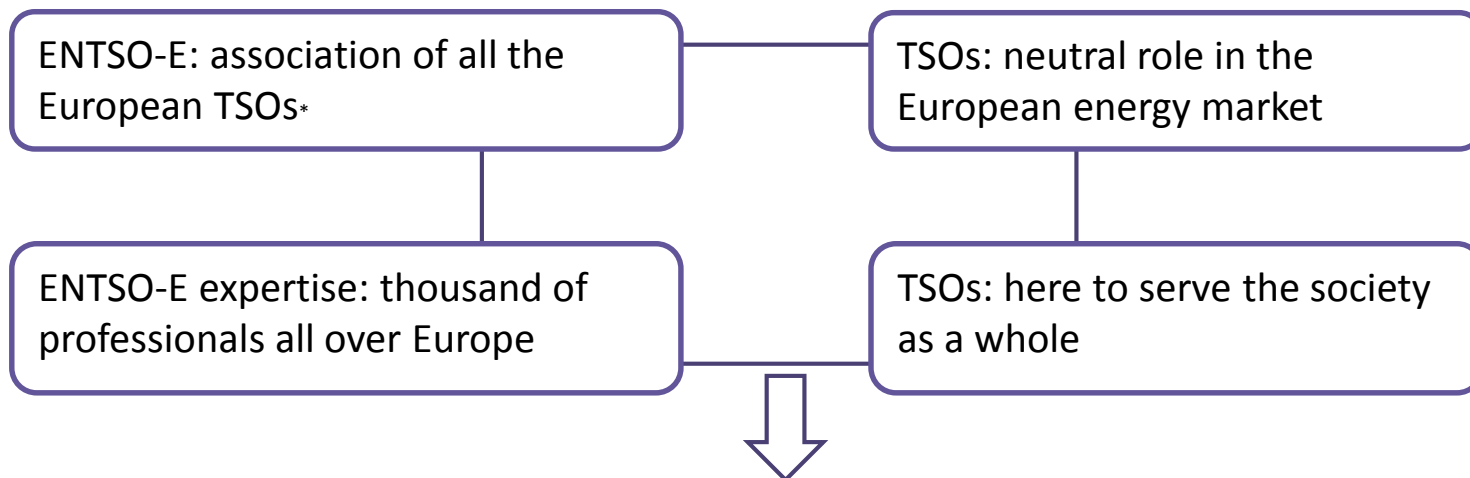 ENTSO-E: association of all the
European TSOs*
TSOs: neutral role in the
European energy market
ENTSO-E expertise: thousand of
professionals all over Europe
TSOs: here to serve the society
as a whole